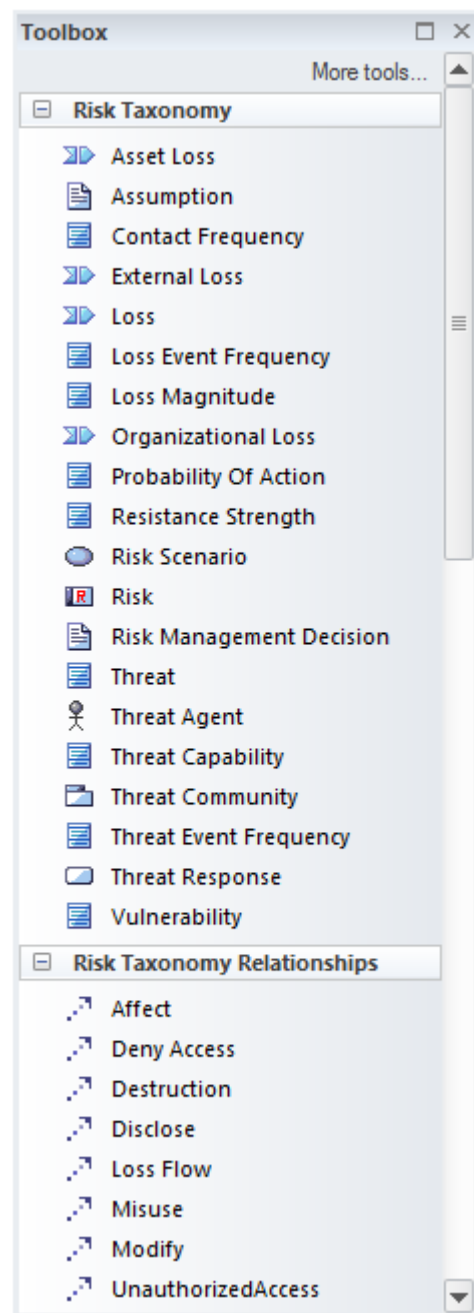 Toolbox
More tools...
Risk Taxonomy
Asset Loss
Assumption
Contact Frequency
External Loss
Loss
Loss Event Frequency
Loss Magnitude
Organizational Loss
Probability Of Action
Resistance Strength
Risk Scenario
R Risk
Risk Management Decision
Threat
Threat Agent
Threat Capability
Threat Community
Threat Event Frequency
Threat Response
Vulnerability
Risk Taxonomy Relationships
Affect
Deny Access
Destruction
Disclose
Loss Flow
Misuse
Modify
UnauthorizedAccess